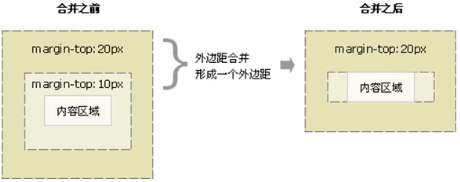 合并之前
margin-top: 20px
margin-top: 10px
内容区域
外边距合并
形成一个外边距
合并之后
margin-top: 20px
内容区域